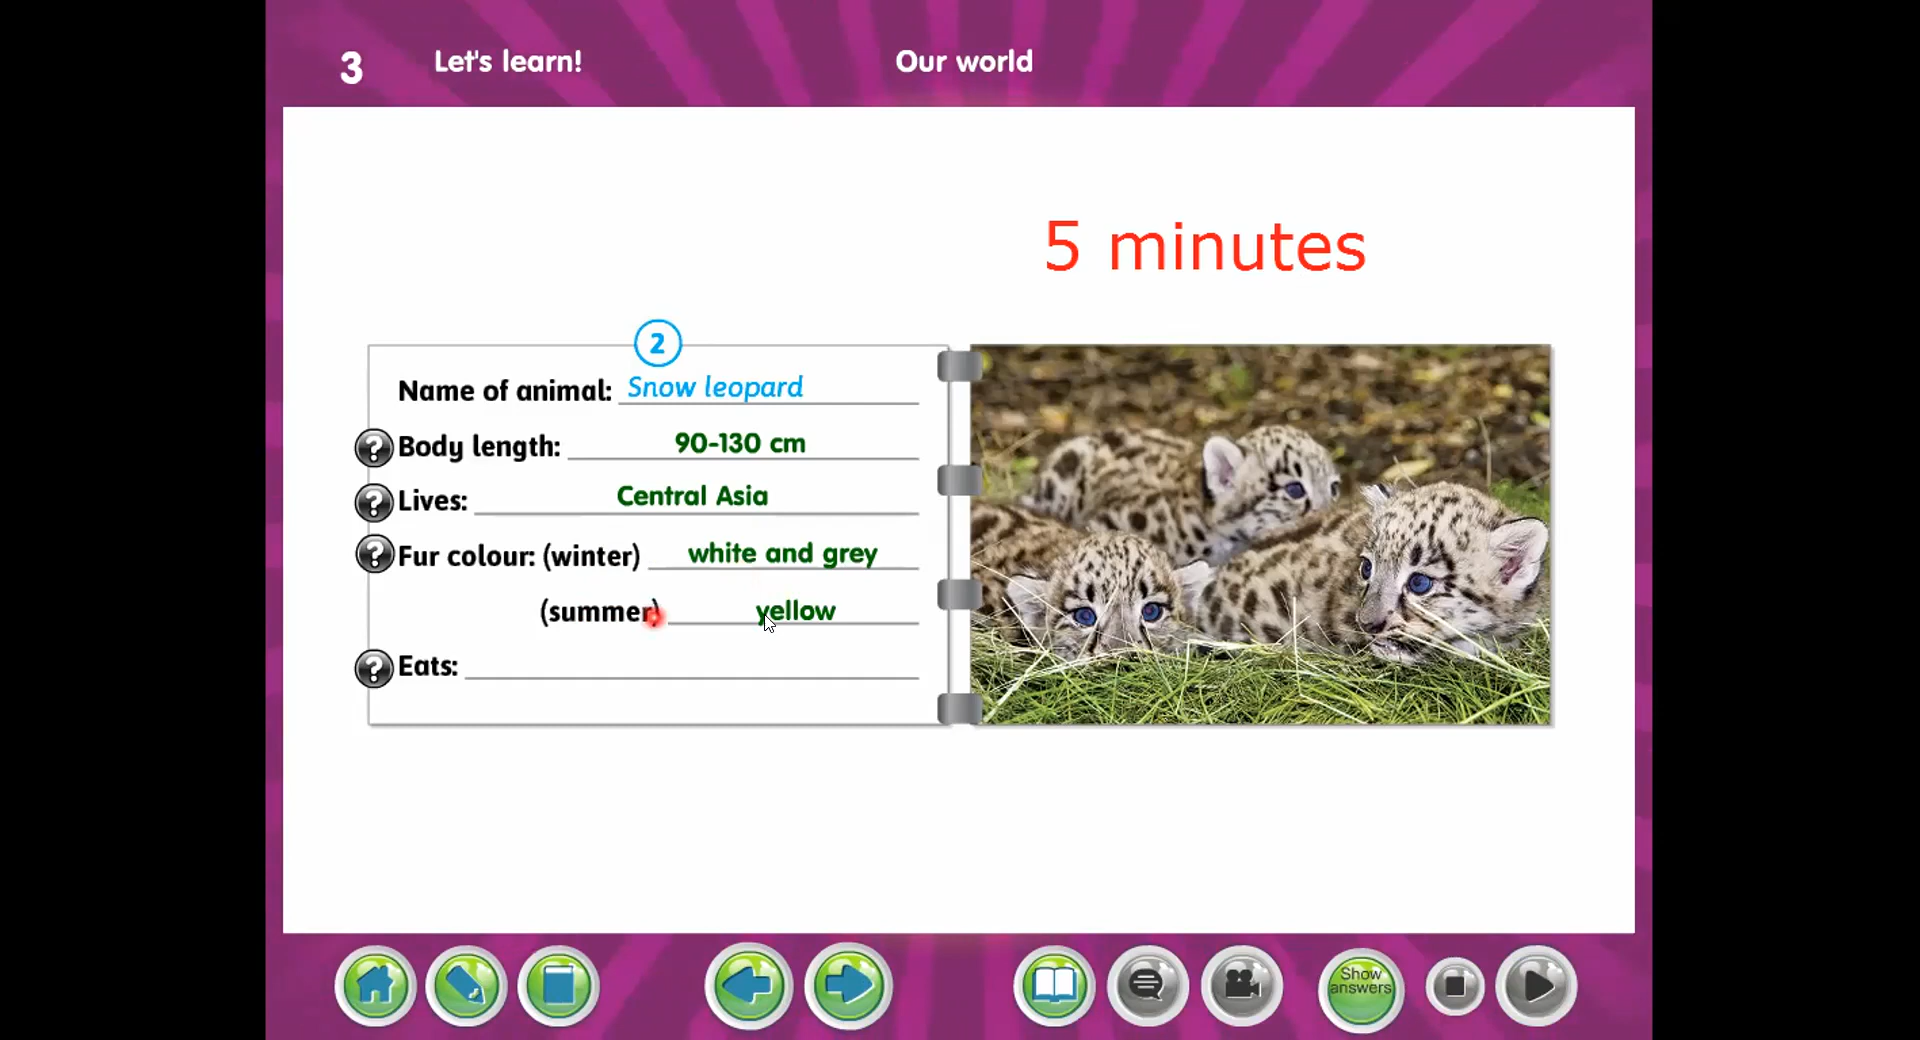 3 Let's learn! Our world
5 minutes
2
Name of animal: Snow leopard
? Body length: 90-130 cm
? Lives: Central Asia
? Fur colour: (winter) white and grey
(summer) yellow
? Eats:
Show
answers